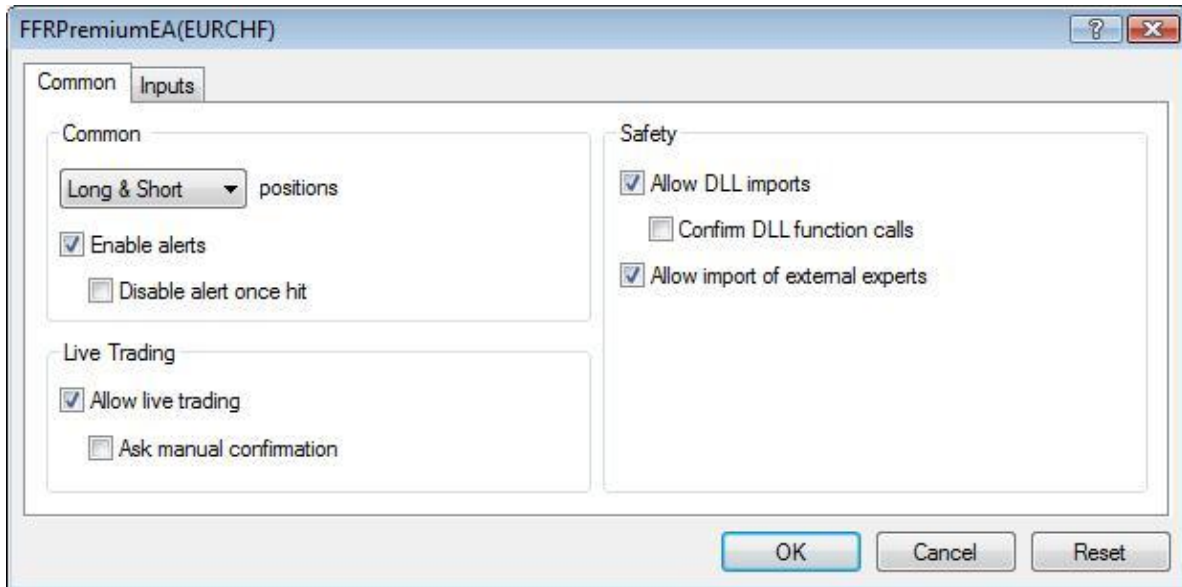 FFRPremiumEA(EURCHF)
?
Common
Inputs
Common
Long & Short
positions
Enable alerts
Disable alert once hit
Live Trading
Allow live trading
Ask manual confirmation
Safety
Allow DLL imports
Confirm DLL function calls
Allow import of external experts
OK
Cancel
Reset